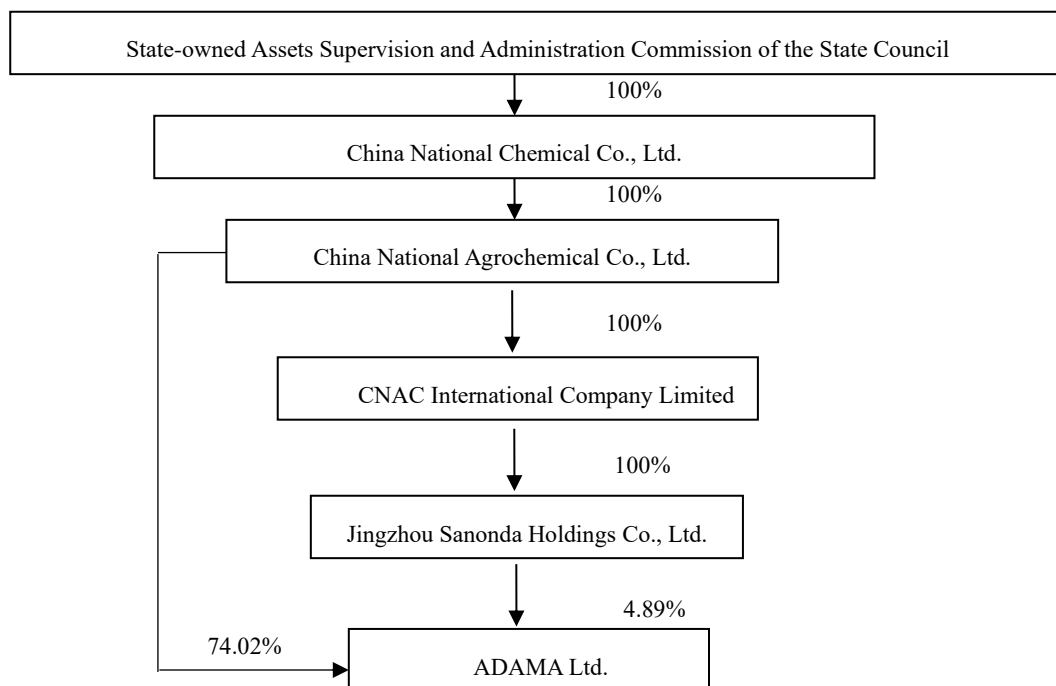 State-owned Assets Supervision and Administration Commission of the State Council
100%
China National Chemical Co., Ltd.
100%
China National Agrochemical Co., Ltd.
100%
CNAC International Company Limited
100%
Jingzhou Sanonda Holdings Co., Ltd.
4.89%
74.02%
ADAMA Ltd.